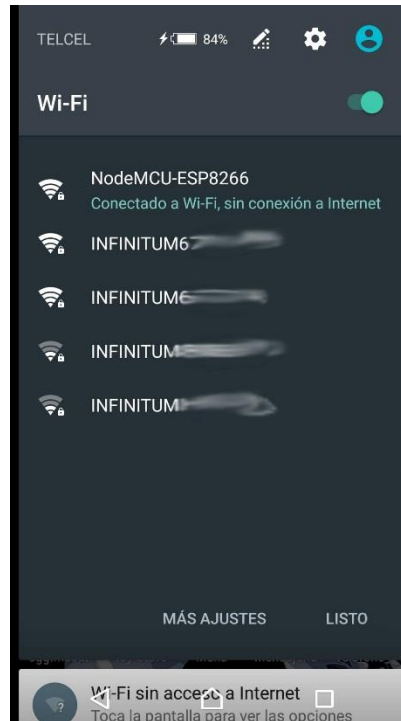 TELCEL 84%
Wi-Fi
NodeMCU-ESP8266
Conectado a Wi-Fi, sin conexión a Internet
INFINITUM6
INFINITUM6
INFINITUM
INFINITUM
MÁS AJUSTES LISTO
Wi-Fi sin acceso a Internet
Toca la pantalla para ver las opciones